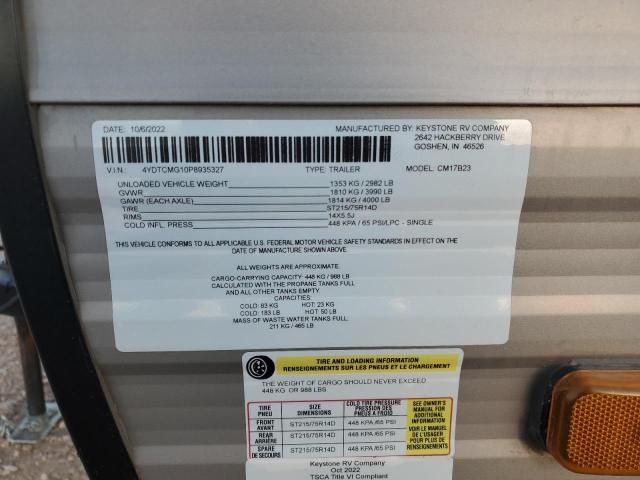 DATE: 10/6/2022 MANUFACTURED BY: KEYSTONE RV COMPANY
2642 HACKBERRY DRIVE
GOSHEN, IN 46526
V.I.N.: 4YDTCMG10P8935327 TYPE: TRAILER CM17B23
UNLOADED VEHICLE WEIGHT 1353 KG / 2982 LB
GVWR 1810 KG / 3990 LB
GAWR (EACH AXLE) 1814 KG / 4000 LB
TIRE ST215/75R14D
RIMS 14X5.5J
COLD INFL. PRESS 448 KPA / 65 PSI/LPC - SINGLE
THIS VEHICLE CONFORMS TO ALL APPLICABLE U.S. FEDERAL MOTOR VEHICLE SAFETY STANDARDS IN EFFECT ON THE
DATE OF MANUFACTURE SHOWN ABOVE.
ALL WEIGHTS ARE APPROXIMATE.
CARGO-CARRYING CAPACITY: 448 KG / 988 LB
CALCULATED WITH THE PROPANE TANKS FULL
AND OTHER TANKS EMPTY.
CAPACITIES:
COLD: 83 KG HOT: 23 KG
COLD: 183 LB HOT: 50 LB
MASS OF WASTE WATER TANKS FULL:
211 KG / 465 LB
TIRE AND LOADING INFORMATION
RENSEIGNEMENTS SUR LES PNEUS ET LE CHARGEMENT
THE WEIGHT OF CARGO SHOULD NEVER EXCEED
448 KG OR 988 LBS
TIRE
PNEU
SIZE
DIMENSIONS
COLD TIRE PRESSURE
PRESSION DES
PNEUS A FROID
FRONT
AVANT
ST215/75R14D
448 KPA /65 PSI
REAR
ARRIERE
ST215/75R14D
448 KPA /65 PSI
SPARE
DE SECOURS
ST215/75R14D
448 KPA /65 PSI
SEE OWNER'S
MANUAL FOR
ADDITIONAL
INFORMATION
VOIR LE MANUEL
DE L'USAGER
POUR PLUS DE
RENSEIGNEMENTS
Keystone RV Company
Oct 2022
TSCA Title VI Compliant